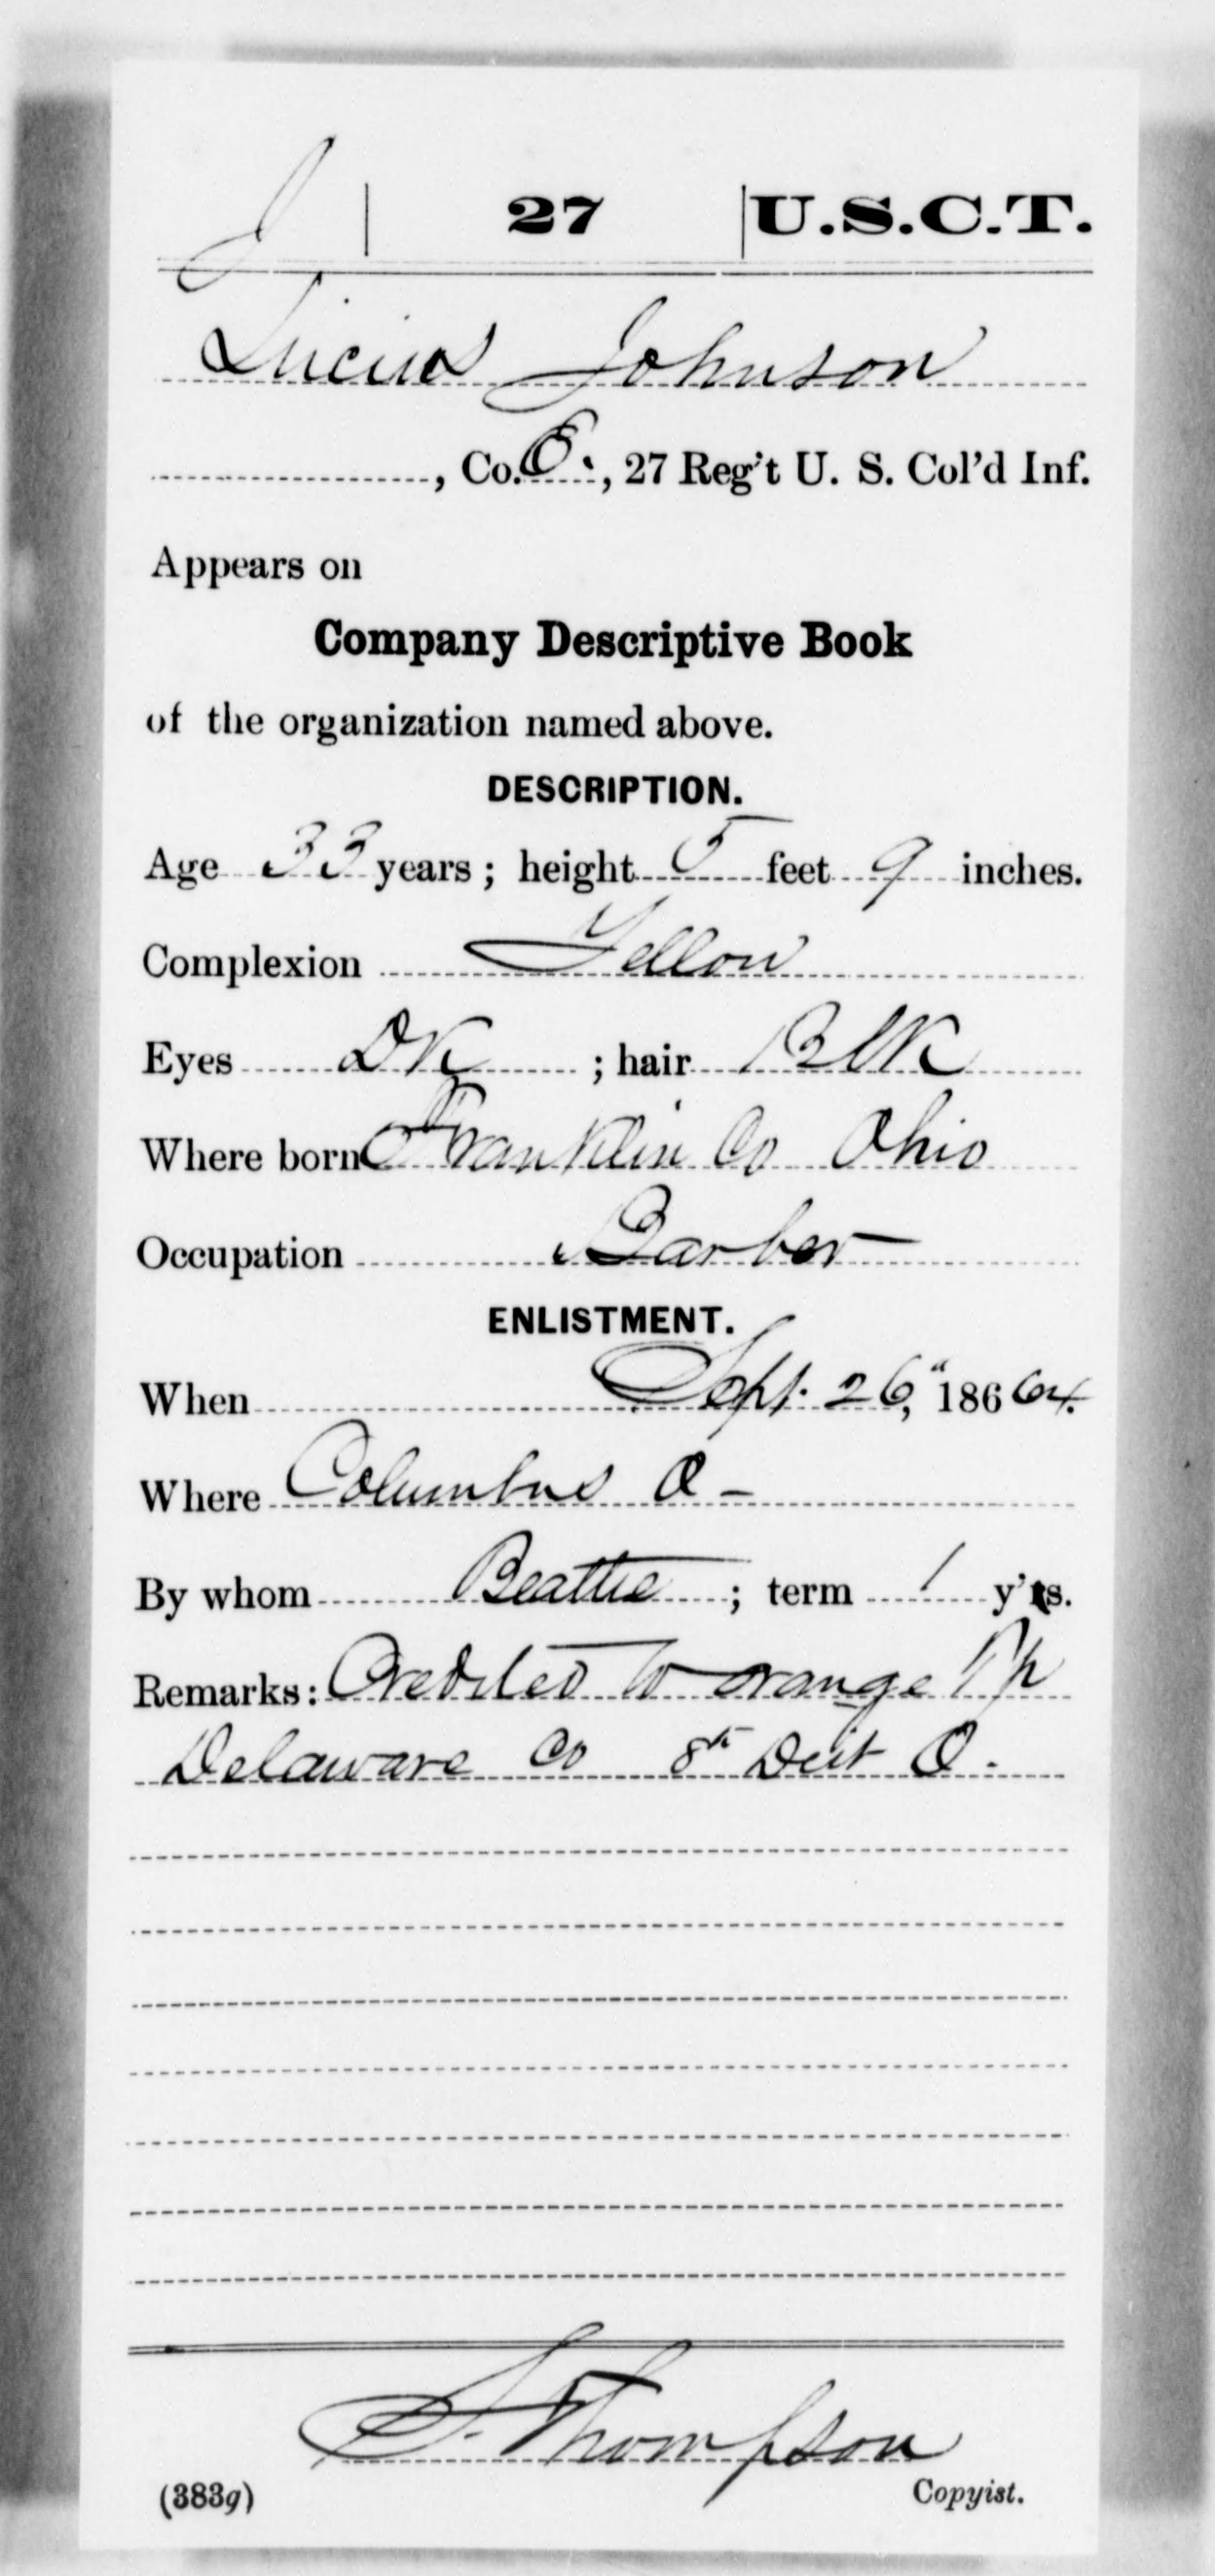 J | 27 | U.S.C.T.
Lucius Johnson
, Co. E., 27 Reg't U. S. Col'd Inf.
Appears on
Company Descriptive Book
of the organization named above.
DESCRIPTION.
Age 33 years; height 5 feet 9 inches.
Complexion Yellow
Eyes Dk ; hair Blk
Where born Franklin Co Ohio
Occupation Barber
ENLISTMENT.
When Sept. 26, " 186 64.
Where Columbus O -
By whom Beattie ; term 1 y'rs.
Remarks: Credited to Orange Tp
Delaware Co 8th Dist O.
S. Thompson
(383g) Copyist.